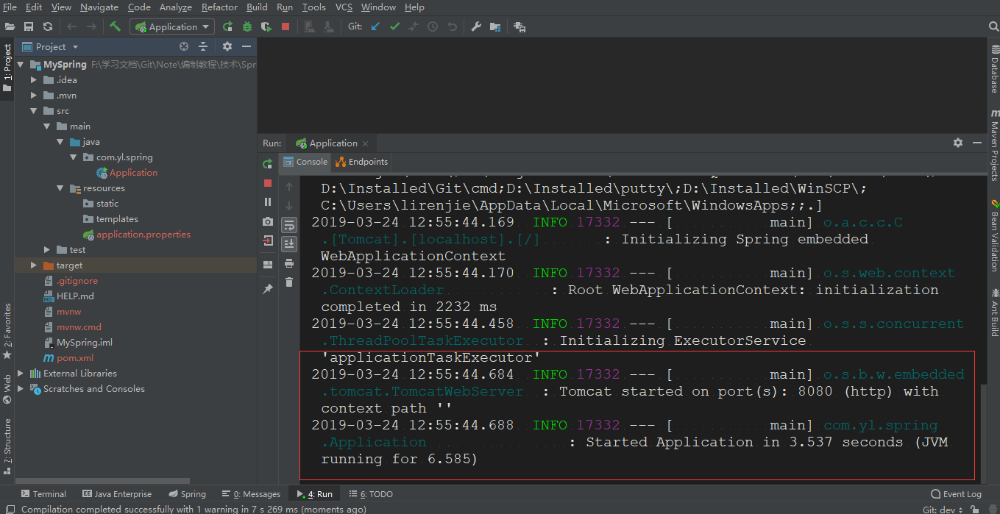 File Edit View Navigate Code Analyze Refactor Build Run Tools VCS Window Help
Application Git:
1: Project
Project
MySpring F:\学习文档\Git\Note\编制教程\技术\Spr
.idea
.mvn
src
main
java
com.yl.spring
Application
resources
static
templates
application.properties
test
target
.gitignore
HELP.md
mvnw
mvnw.cmd
MySpring.iml
pom.xml
External Libraries
Scratches and Consoles
2: Favorites
Web
7: Structure
Run: Application
Console Endpoints
D:\Installed\Git\cmd;D:\Installed\putty\;D:\Installed\WinSCP\;
C:\Users\lirenjie\AppData\Local\Microsoft\WindowsApps;;.]
2019-03-24 12:55:44.169 INFO 17332 --- [ main] o.a.c.c.C
.[Tomcat].[localhost].[/] : Initializing Spring embedded
WebApplicationContext
2019-03-24 12:55:44.170 INFO 17332 --- [ main] o.s.web.context
.ContextLoader : Root WebApplicationContext: initialization
completed in 2232 ms
2019-03-24 12:55:44.458 INFO 17332 --- [ main] o.s.s.concurrent
.ThreadPoolTaskExecutor : Initializing ExecutorService
'applicationTaskExecutor'
2019-03-24 12:55:44.684 INFO 17332 --- [ main] o.s.b.w.embedded
.tomcat.TomcatWebServer : Tomcat started on port(s): 8080 (http) with
context path ''
2019-03-24 12:55:44.688 INFO 17332 --- [ main] com.yl.spring
.Application : Started Application in 3.537 seconds (JVM
running for 6.585)
Database
Maven Projects
Bean Validation
Ant Build
Terminal Java Enterprise Spring 0: Messages 4: Run 6: TODO Event Log
Compilation completed successfully with 1 warning in 7 s 269 ms (moments ago) Git: dev